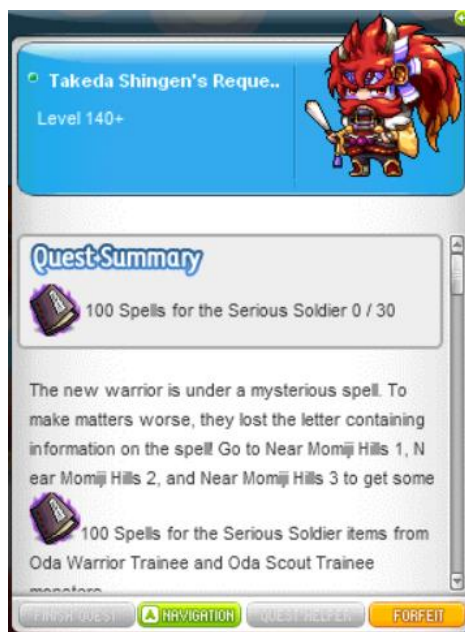 Takeda Shingen's Reque..
Level 140+
Quest Summary
100 Spells for the Serious Soldier 0 / 30
The new warrior is under a mysterious spell. To
make matters worse, they lost the letter containing
information on the spell! Go to Near Momiji Hills 1, N
ear Momiji Hills 2, and Near Momiji Hills 3 to get some
100 Spells for the Serious Soldier items from
Oda Warrior Trainee and Oda Scout Trainee
monsters
FINISH QUEST NAVIGATION QUEST HELPER FORFEIT